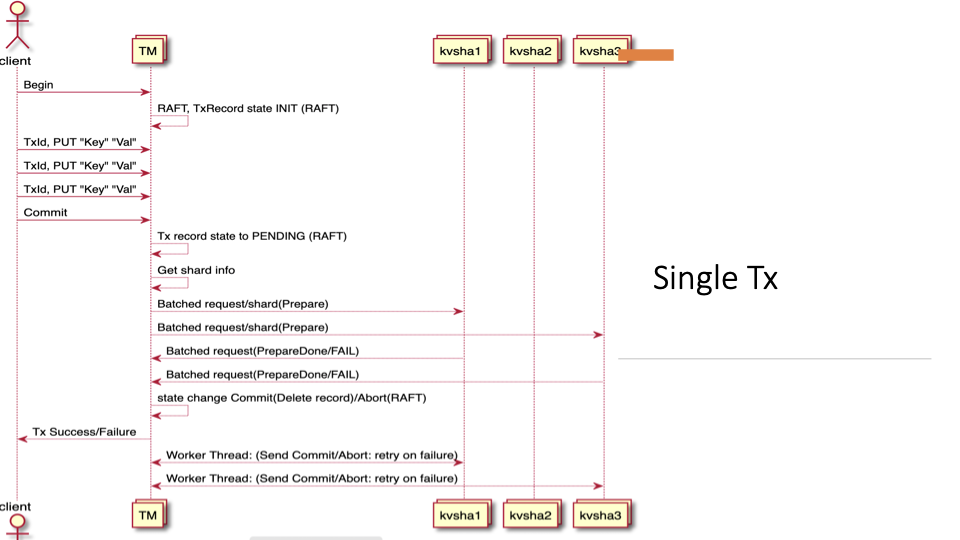 client
TM
kvsha1
kvsha2
kvsha3
Begin
RAFT, TxRecord state INIT (RAFT)
TxId, PUT "Key" "Val"
TxId, PUT "Key" "Val"
TxId, PUT "Key" "Val"
Commit
Tx record state to PENDING (RAFT)
Get shard info
Batched request/shard(Prepare)
Batched request/shard(Prepare)
Batched request(PrepareDone/FAIL)
Batched request(PrepareDone/FAIL)
state change Commit(Delete record)/Abort(RAFT)
Tx Success/Failure
Worker Thread: (Send Commit/Abort: retry on failure)
Worker Thread: (Send Commit/Abort: retry on failure)
client
TM
kvsha1
kvsha2
kvsha3
Single Tx